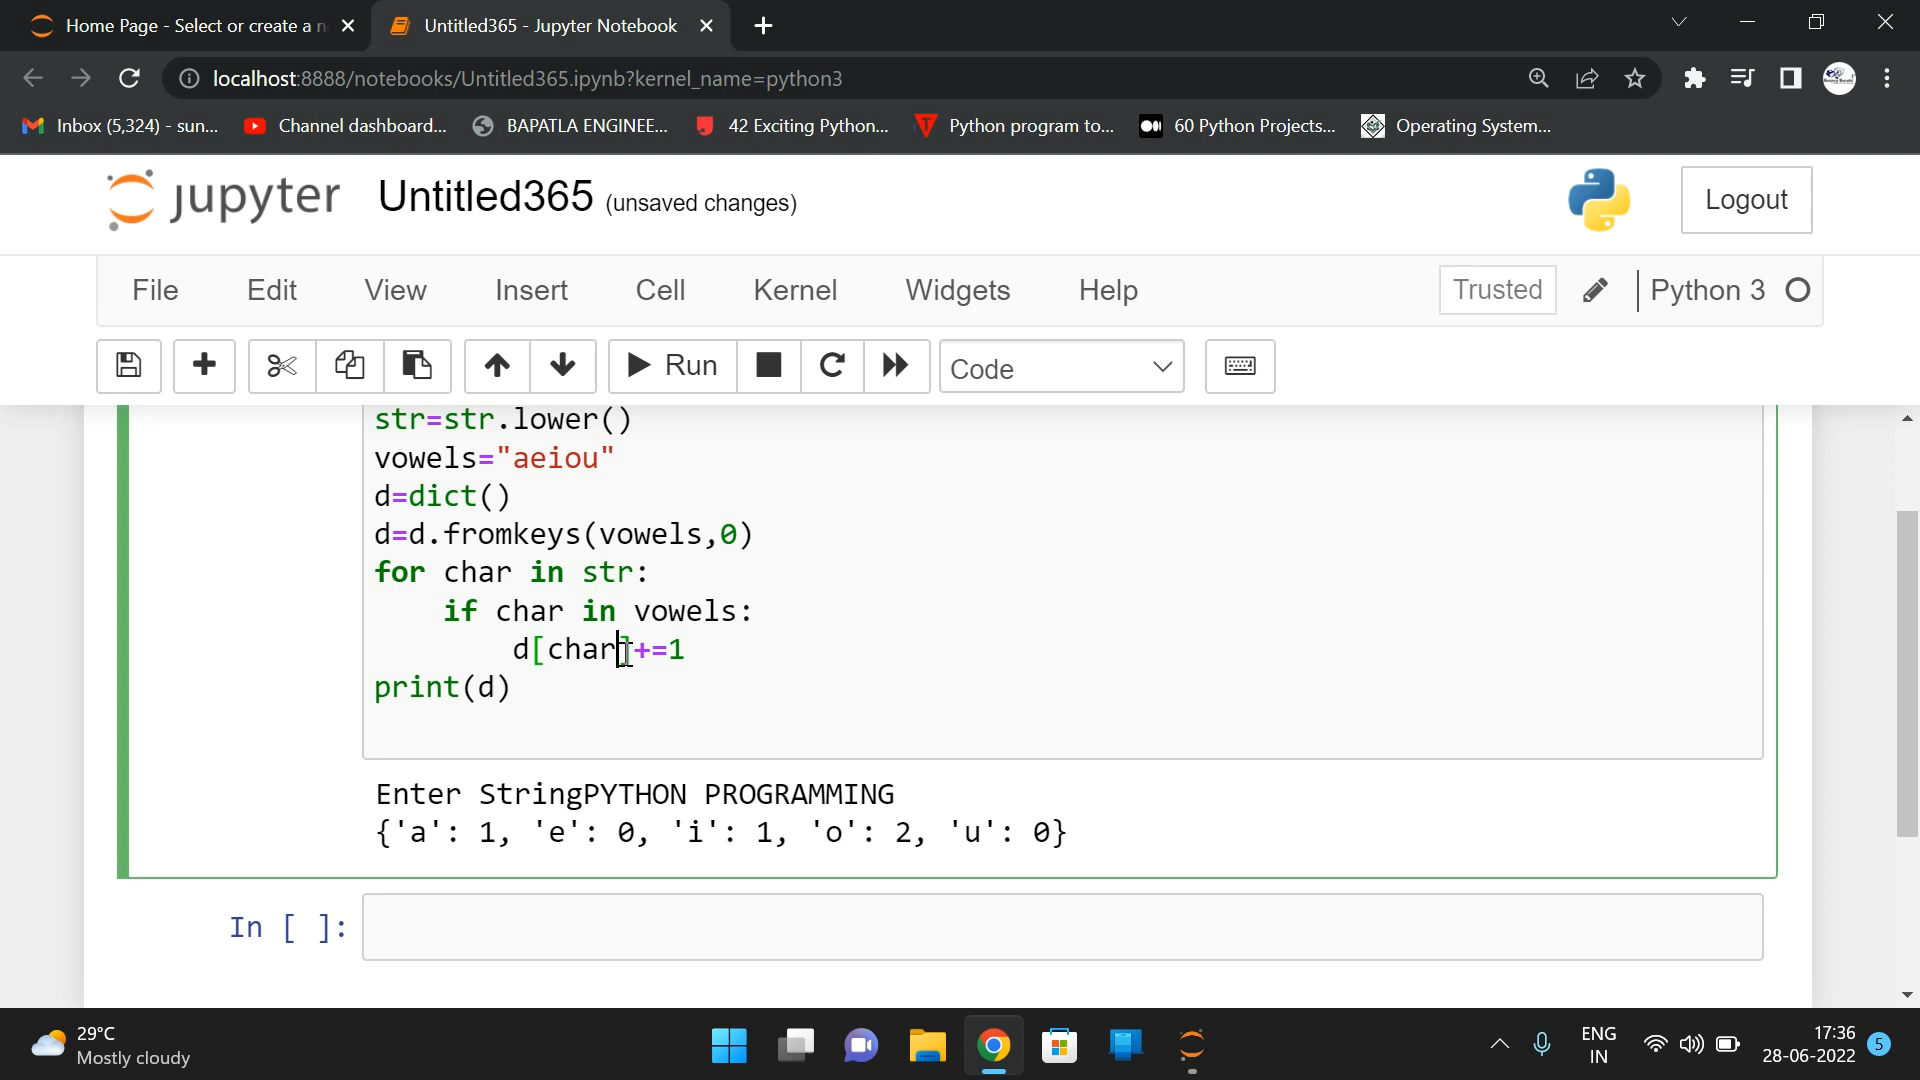 Home Page - Select or create a n
Untitled365 - Jupyter Notebook
localhost:8888/notebooks/Untitled365.ipynb?kernel_name=python3
Inbox (5,324) - sun...
Channel dashboard...
BAPATLA ENGINEE...
42 Exciting Python...
Python program to...
60 Python Projects...
Operating System...
jupyter
Untitled365 (unsaved changes)
Logout
File Edit View Insert Cell Kernel Widgets Help
Trusted
Python 3
Run
Code
str=str.lower()
vowels="aeiou"
d=dict()
d=d.fromkeys(vowels,0)
for char in str:
    if char in vowels:
        d[char]+=1
print(d)
Enter StringPYTHON PROGRAMMING
{'a': 1, 'e': 0, 'i': 1, 'o': 2, 'u': 0}
In [ ]:
29°C
Mostly cloudy
ENG
IN
17:36
28-06-2022
5